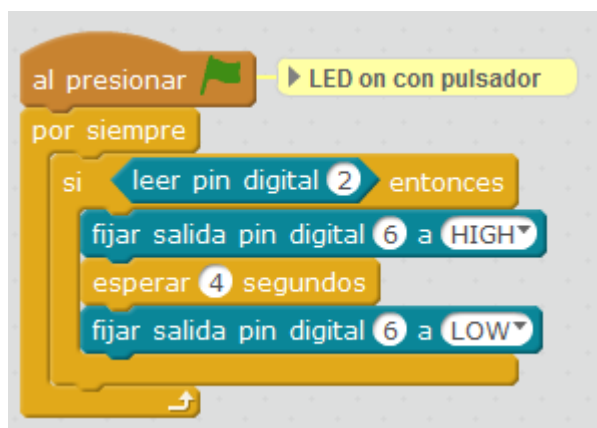 al presionar
LED on con pulsador
por siempre
si leer pin digital 2 entonces
fijar salida pin digital 6 a HIGH
esperar 4 segundos
fijar salida pin digital 6 a LOW